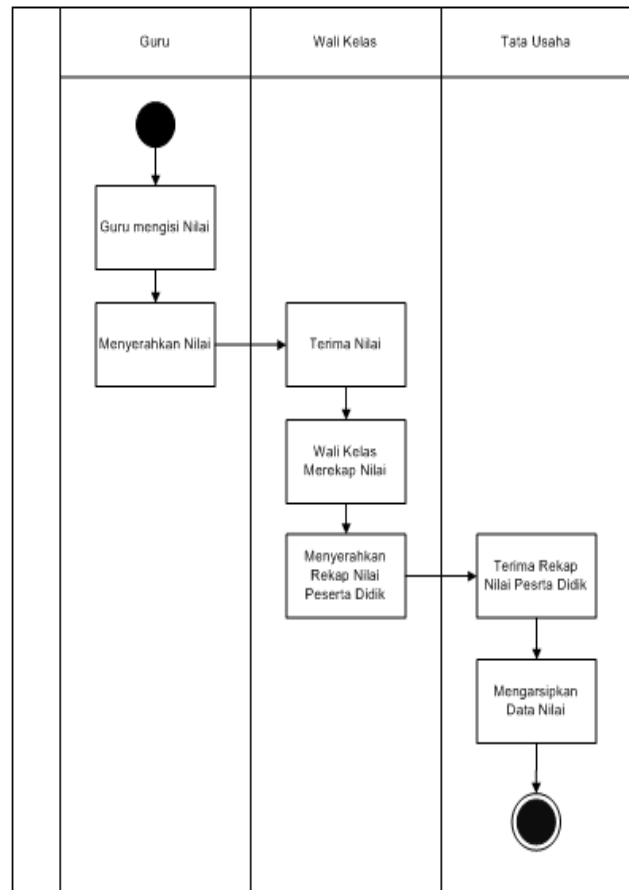 Guru
Wali Kelas
Tata Usaha
Guru mengisi Nilai
Menyerahkan Nilai
Terima Nilai
Wali Kelas
Merekap Nilai
Menyerahkan
Rekap Nilai
Peserta Didik
Terima Rekap
Nilai Pesrta Didik
Mengarsipkan
Data Nilai